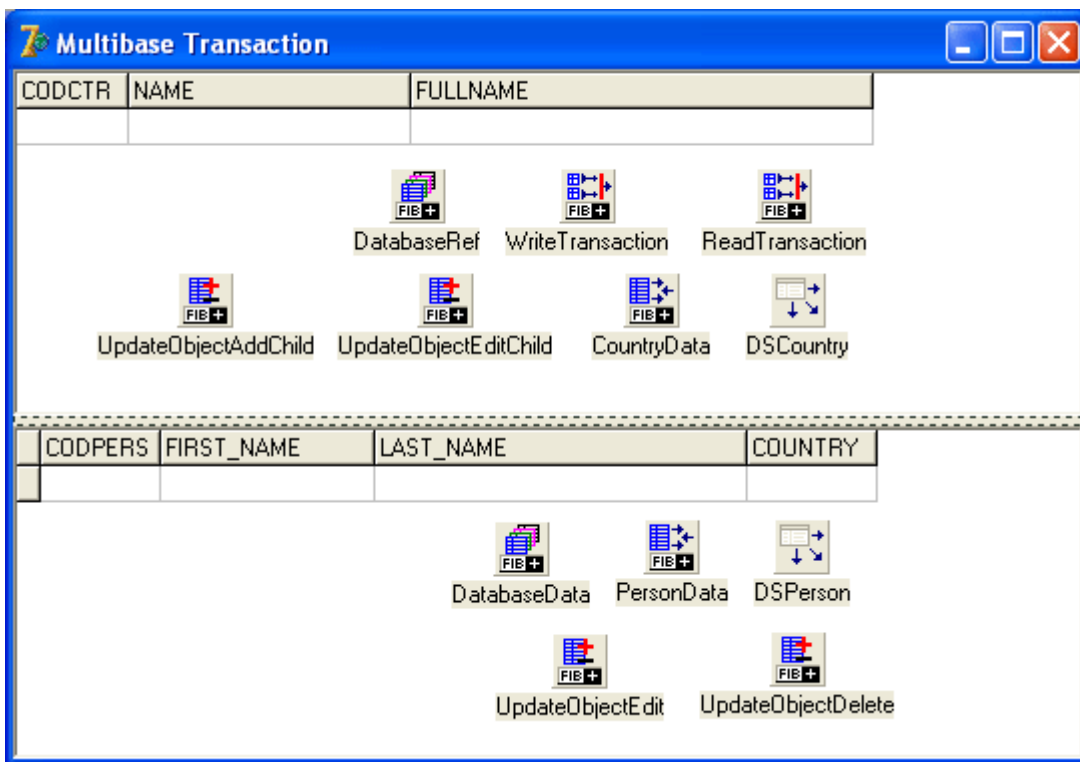 Multibase Transaction
CODCTR NAME FULLNAME
FIB+ FIB+ FIB+
DatabaseRef WriteTransaction ReadTransaction
FIB+ FIB+ FIB+
UpdateObjectAddChild UpdateObjectEditChild CountryData DSCountry
CODPERS FIRST_NAME LAST_NAME COUNTRY
FIB+ FIB+
DatabaseData PersonData DSPerson
FIB+ FIB+
UpdateObjectEdit UpdateObjectDelete